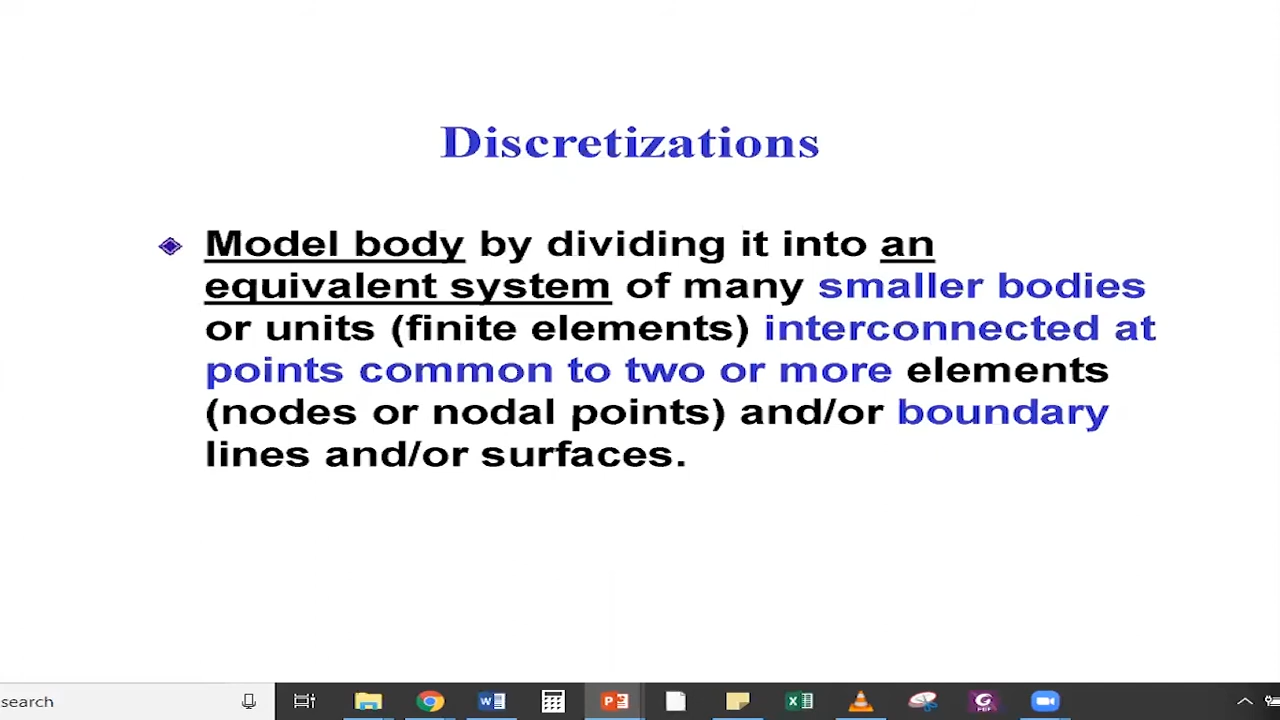 Discretizations
Model body by dividing it into an
equivalent system of many smaller bodies
or units (finite elements) interconnected at
points common to two or more elements
(nodes or nodal points) and/or boundary
lines and/or surfaces.
search